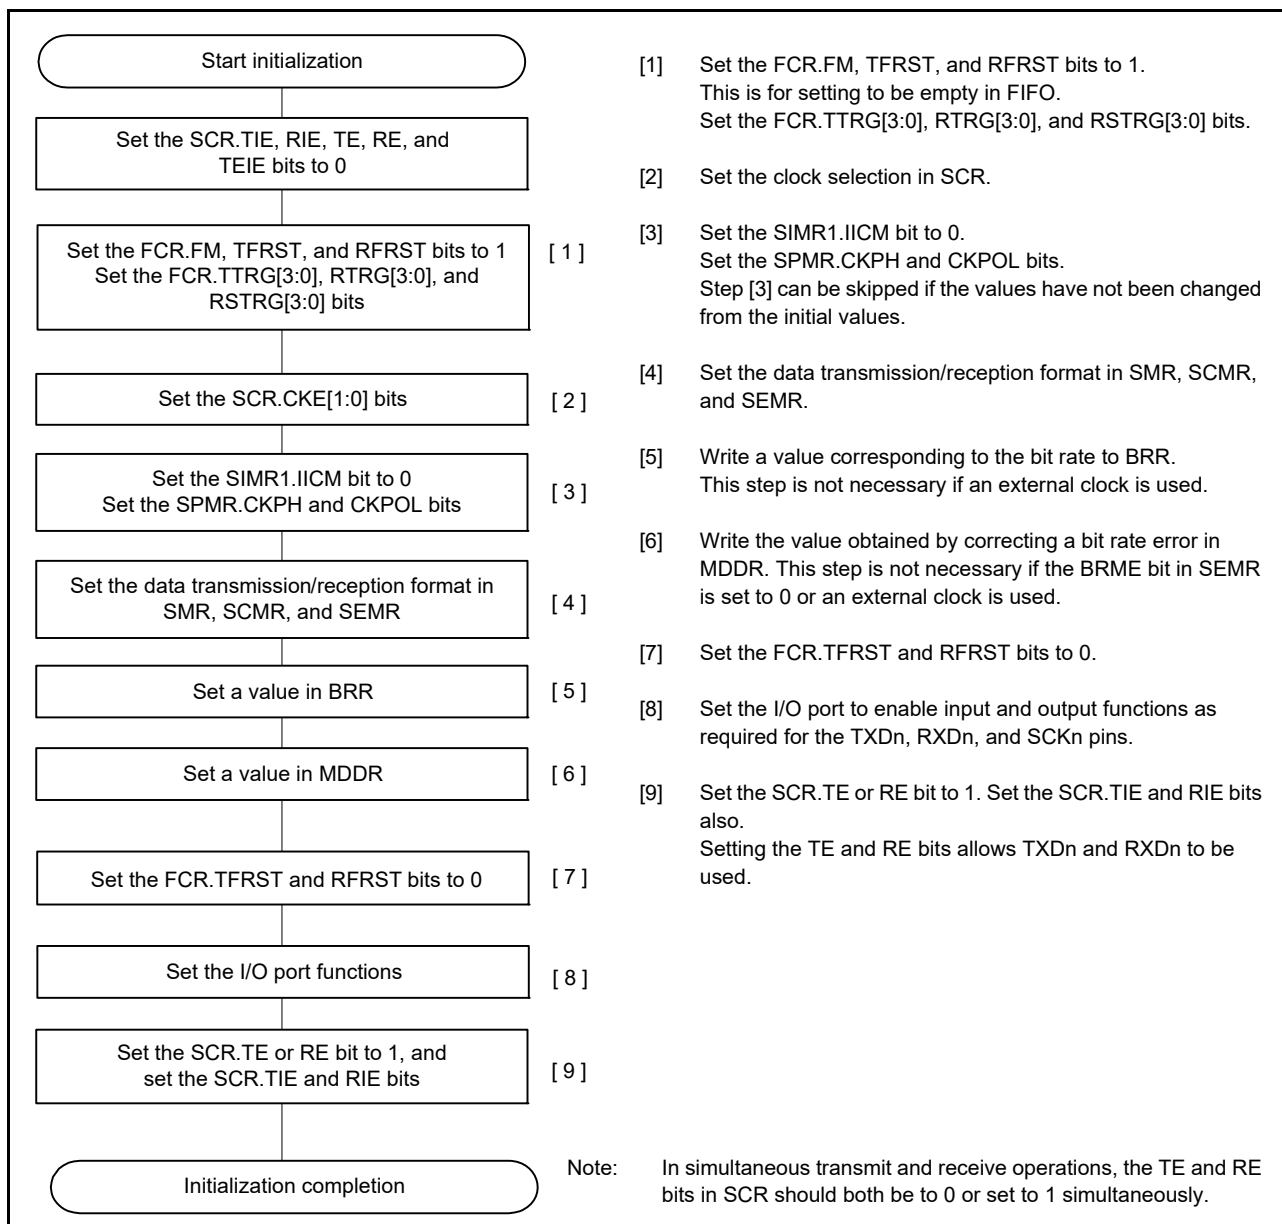 Start initialization
Set the SCR.TIE, RIE, TE, RE, and
TEIE bits to 0
Set the FCR.FM, TFRST, and RFRST bits to 1
Set the FCR.TTRG[3:0], RTRG[3:0], and
RSTRG[3:0] bits
[ 1 ]
Set the SCR.CKE[1:0] bits
[ 2 ]
Set the SIMR1.IICM bit to 0
Set the SPMR.CKPH and CKPOL bits
[ 3 ]
Set the data transmission/reception format in
SMR, SCMR, and SEMR
[ 4 ]
Set a value in BRR
[ 5 ]
Set a value in MDDR
[ 6 ]
Set the FCR.TFRST and RFRST bits to 0
[ 7 ]
Set the I/O port functions
[ 8 ]
Set the SCR.TE or RE bit to 1, and
set the SCR.TIE and RIE bits
[ 9 ]
Initialization completion
[1] Set the FCR.FM, TFRST, and RFRST bits to 1.
This is for setting to be empty in FIFO.
Set the FCR.TTRG[3:0], RTRG[3:0], and RSTRG[3:0] bits.
[2] Set the clock selection in SCR.
[3] Set the SIMR1.IICM bit to 0.
Set the SPMR.CKPH and CKPOL bits.
Step [3] can be skipped if the values have not been changed
from the initial values.
[4] Set the data transmission/reception format in SMR, SCMR,
and SEMR.
[5] Write a value corresponding to the bit rate to BRR.
This step is not necessary if an external clock is used.
[6] Write the value obtained by correcting a bit rate error in
MDDR. This step is not necessary if the BRME bit in SEMR
is set to 0 or an external clock is used.
[7] Set the FCR.TFRST and RFRST bits to 0.
[8] Set the I/O port to enable input and output functions as
required for the TXDn, RXDn, and SCKn pins.
[9] Set the SCR.TE or RE bit to 1. Set the SCR.TIE and RIE bits
also.
Setting the TE and RE bits allows TXDn and RXDn to be
used.
Note: In simultaneous transmit and receive operations, the TE and RE
bits in SCR should both be to 0 or set to 1 simultaneously.